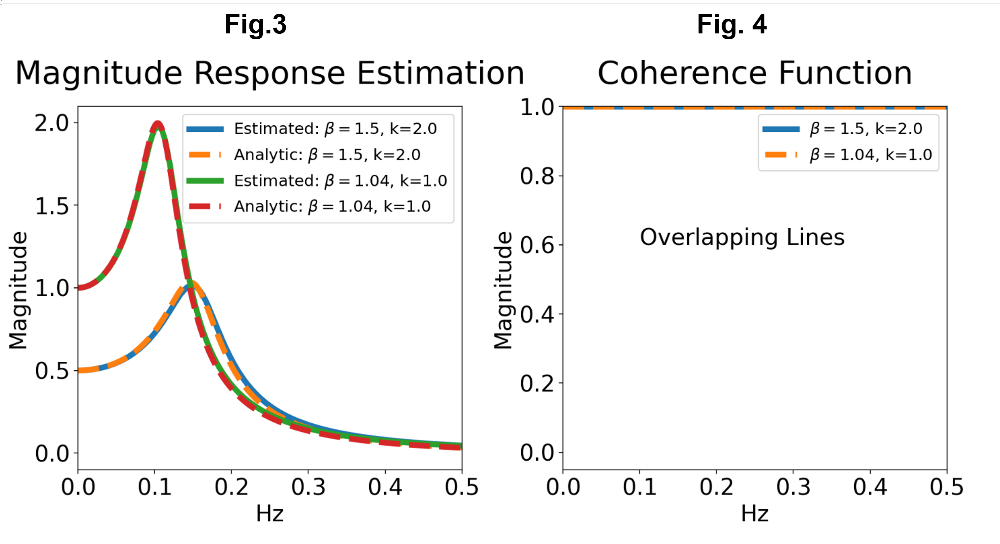 Fig.3
Magnitude Response Estimation
Magnitude
2.0
1.5
1.0
0.5
0.0
Estimated: β = 1.5, k=2.0
Analytic: β = 1.5, k=2.0
Estimated: β = 1.04, k=1.0
Analytic: β = 1.04, k=1.0
0.0 0.1 0.2 0.3 0.4 0.5
Hz
Fig. 4
Coherence Function
Magnitude
1.0
0.8
0.6
0.4
0.2
0.0
β = 1.5, k=2.0
β = 1.04, k=1.0
Overlapping Lines
0.0 0.1 0.2 0.3 0.4 0.5
Hz